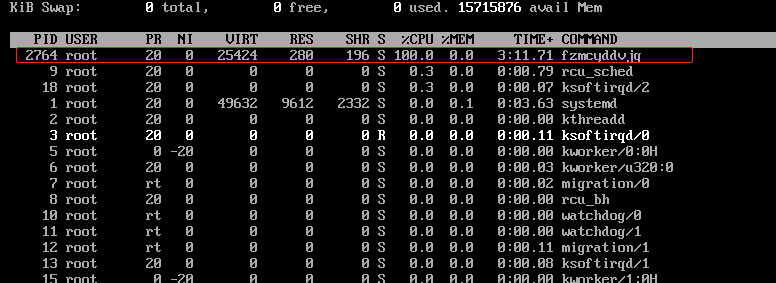 KiB Swap: 0 total, 0 free, 0 used. 15715876 avail Mem
PID USER PR NI VIRT RES SHR S %CPU %MEM TIME+ COMMAND
2764 root 20 0 25424 280 196 S 100.0 0.0 3:11.71 fzmcyddvjq
9 root 20 0 0 0 0 S 0.3 0.0 0:00.79 rcu_sched
18 root 20 0 0 0 0 S 0.3 0.0 0:00.07 ksoftirqd/2
1 root 20 0 49632 9612 2332 S 0.0 0.1 0:03.63 systemd
2 root 20 0 0 0 0 S 0.0 0.0 0:00.00 kthreadd
3 root 20 0 0 0 0 R 0.0 0.0 0:00.11 ksoftirqd/0
5 root 0 -20 0 0 0 S 0.0 0.0 0:00.00 kworker/0:0H
6 root 20 0 0 0 0 S 0.0 0.0 0:00.03 kworker/u320:0
7 root rt 0 0 0 0 S 0.0 0.0 0:00.02 migration/0
8 root 20 0 0 0 0 S 0.0 0.0 0:00.00 rcu_bh
10 root rt 0 0 0 0 S 0.0 0.0 0:00.00 watchdog/0
11 root rt 0 0 0 0 S 0.0 0.0 0:00.00 watchdog/1
12 root rt 0 0 0 0 S 0.0 0.0 0:00.11 migration/1
13 root 20 0 0 0 0 S 0.0 0.0 0:00.08 ksoftirqd/1
15 root 0 -20 0 0 0 S 0.0 0.0 0:00.00 kworker/1:0H